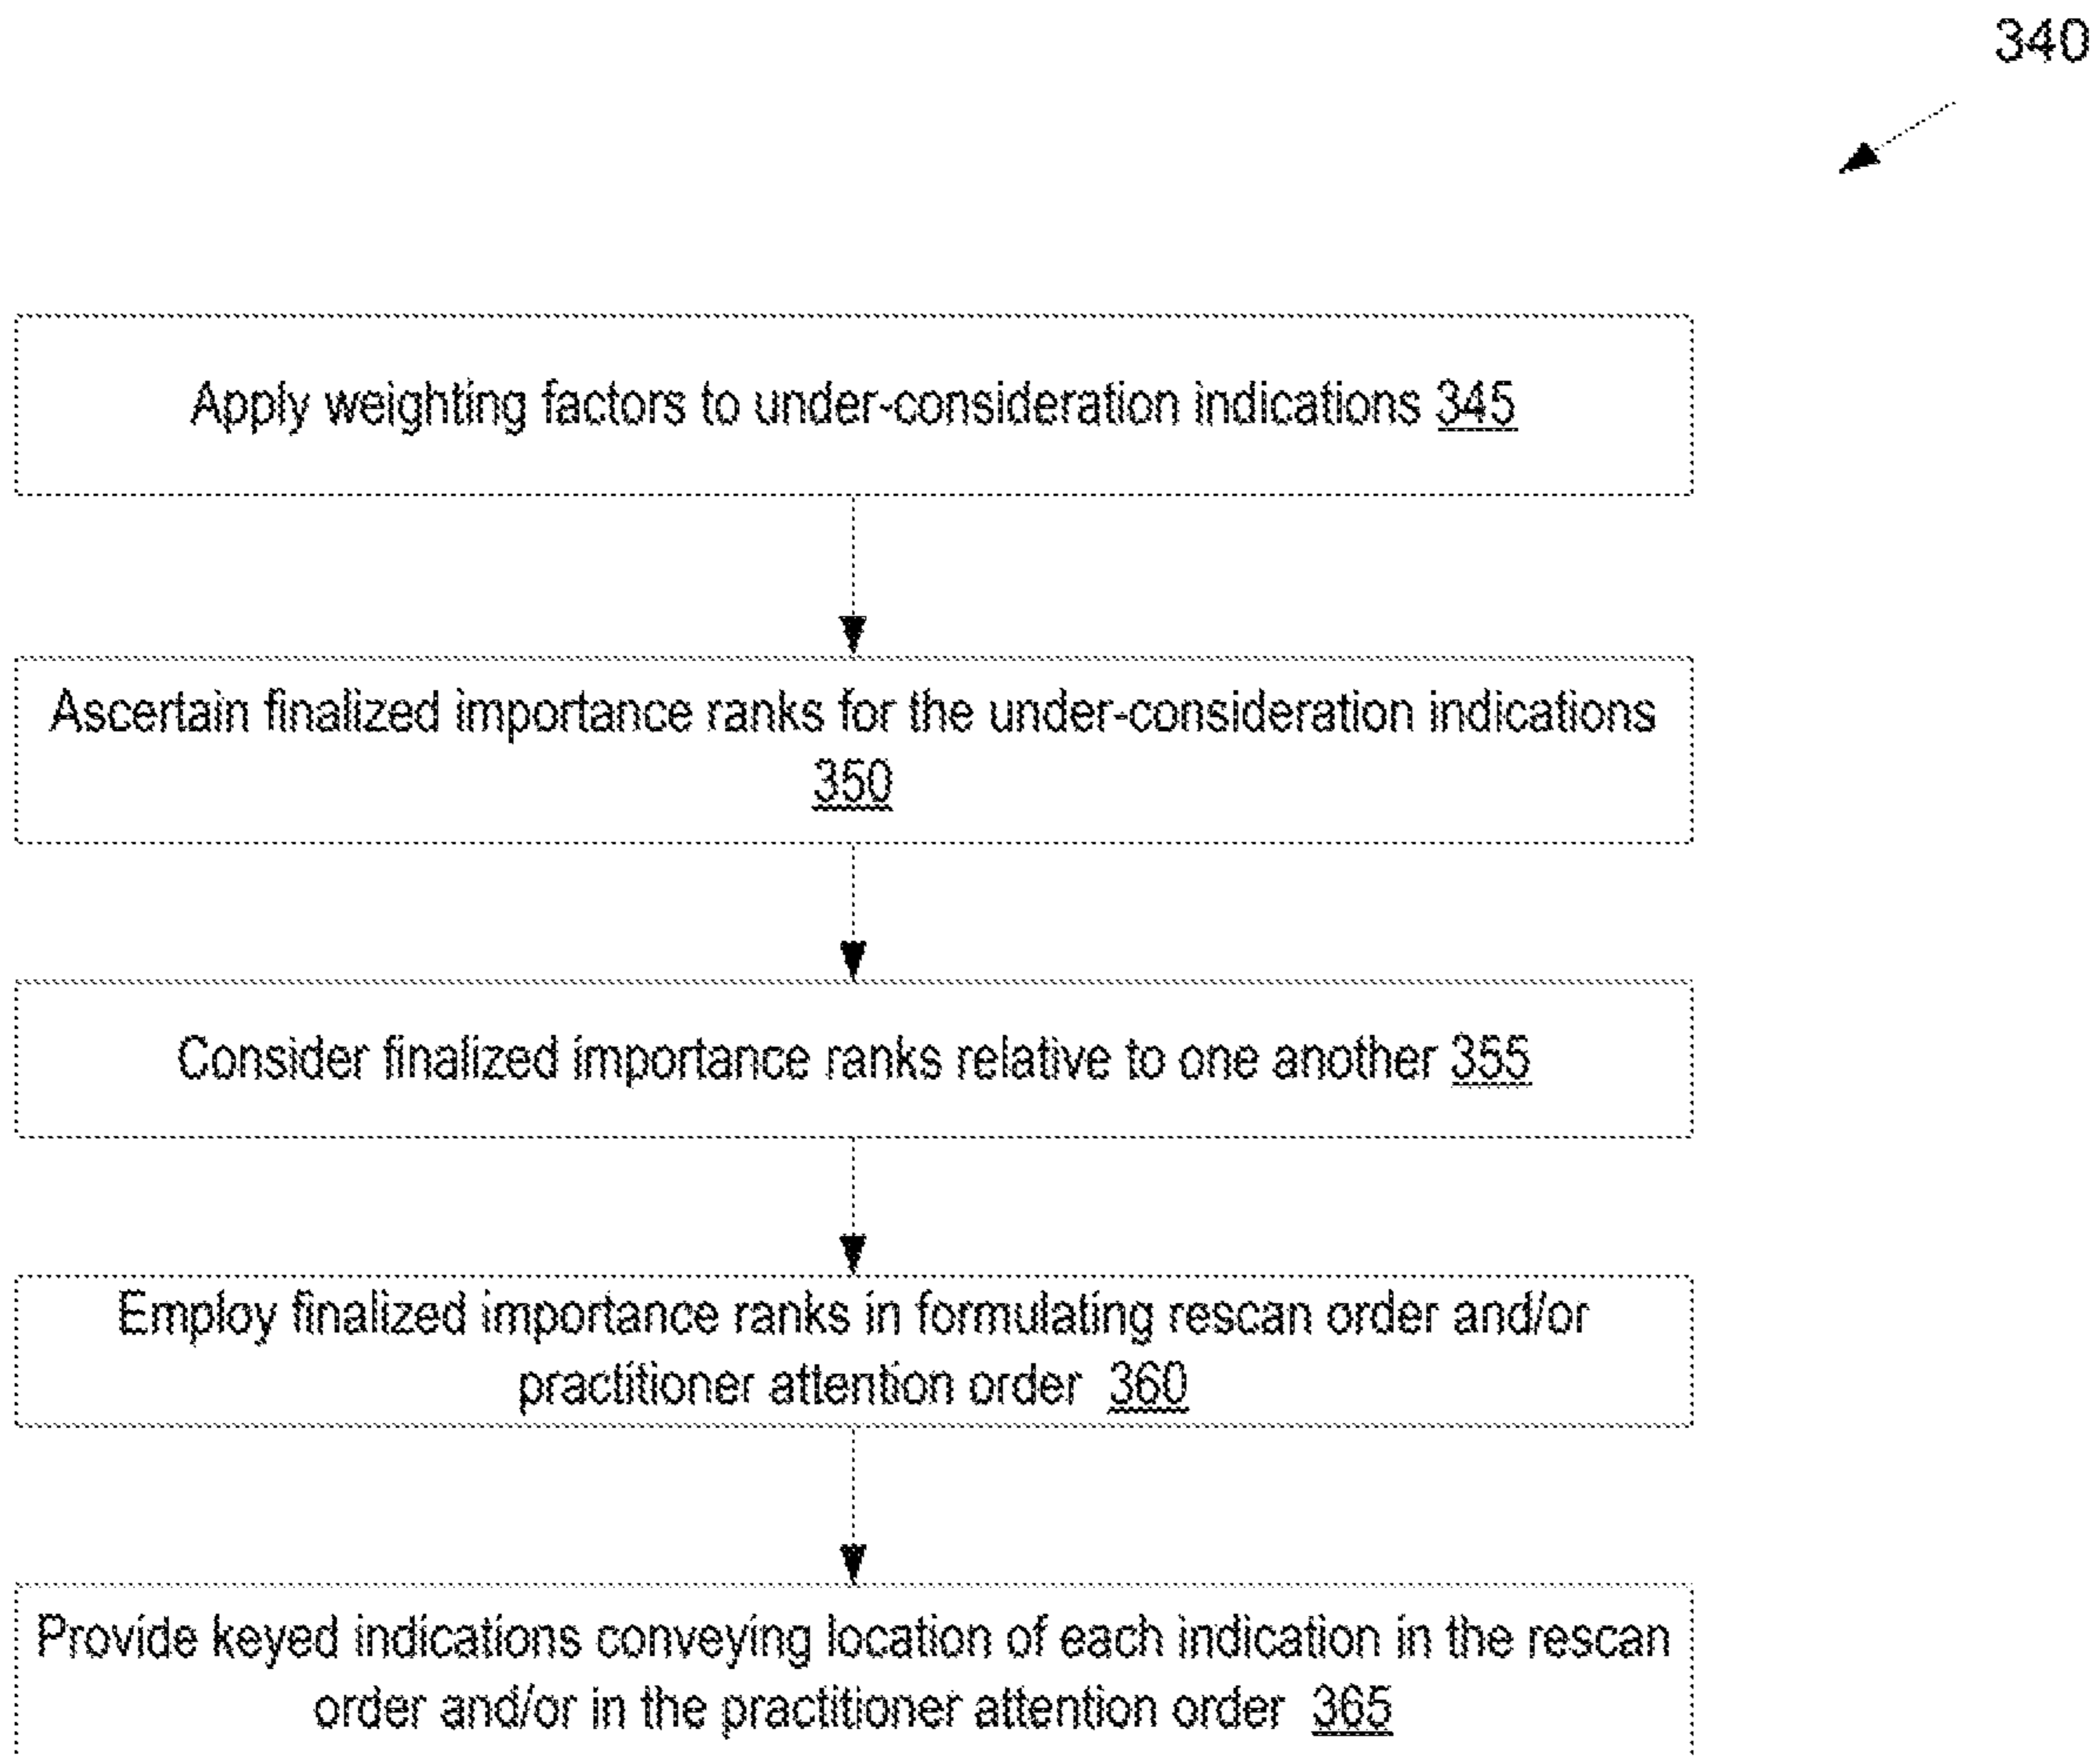 340
Apply weighting factors to under-consideration indications 345
Ascertain finalized importance ranks for the under-consideration indications
350
Consider finalized importance ranks relative to one another 355
Employ finalized importance ranks in formulating rescan order and/or
practitioner attention order 360
Provide keyed indications conveying location of each indication in the rescan
order and/or in the practitioner attention order 365